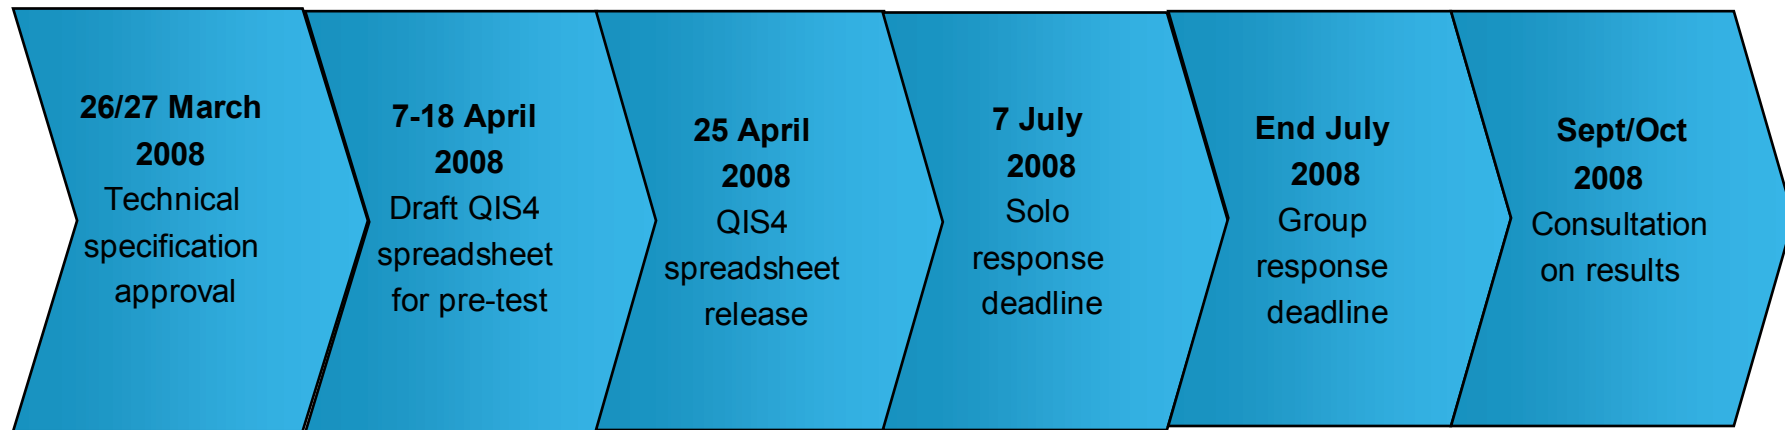 26/27 March
2008
Technical
specification
approval
7-18 April
2008
Draft QIS4
spreadsheet
for pre-test
25 April
2008
QIS4
spreadsheet
release
7 July
2008
Solo
response
deadline
End July
2008
Group
response
deadline
Sept/Oct
2008
Consultation
on results